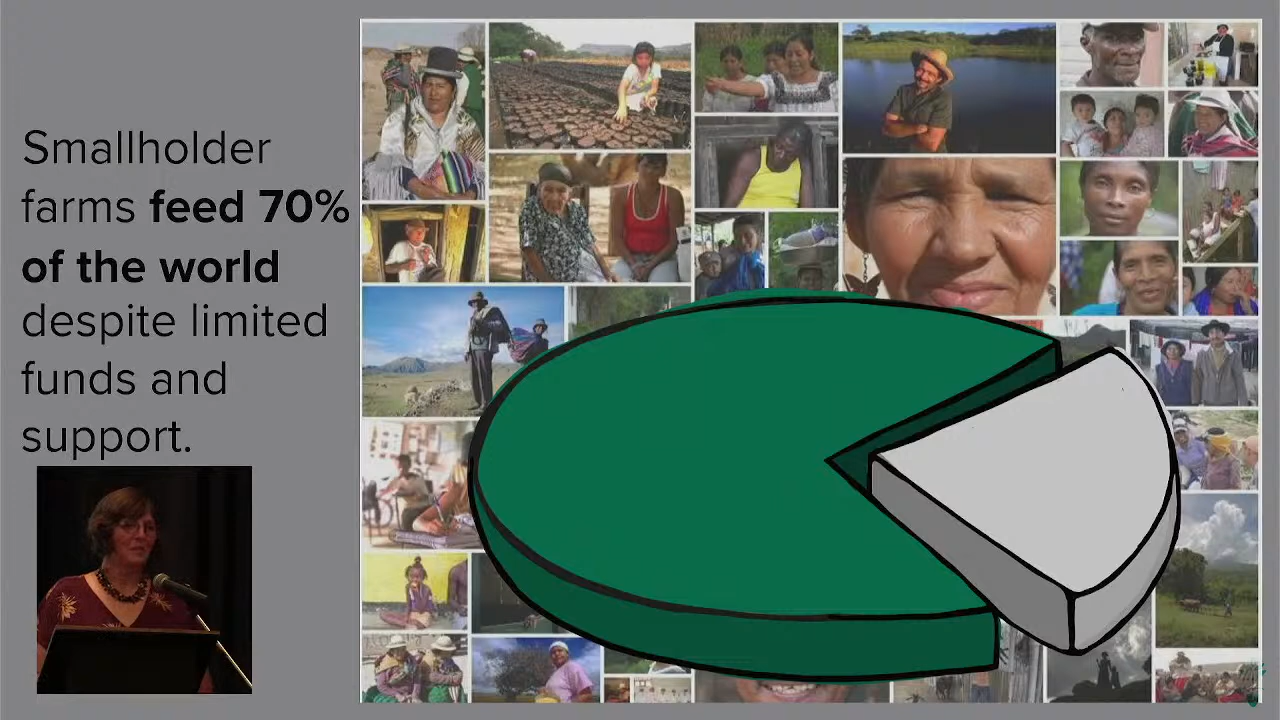 Smallholder
farms feed 70%
of the world
despite limited
funds and
support.